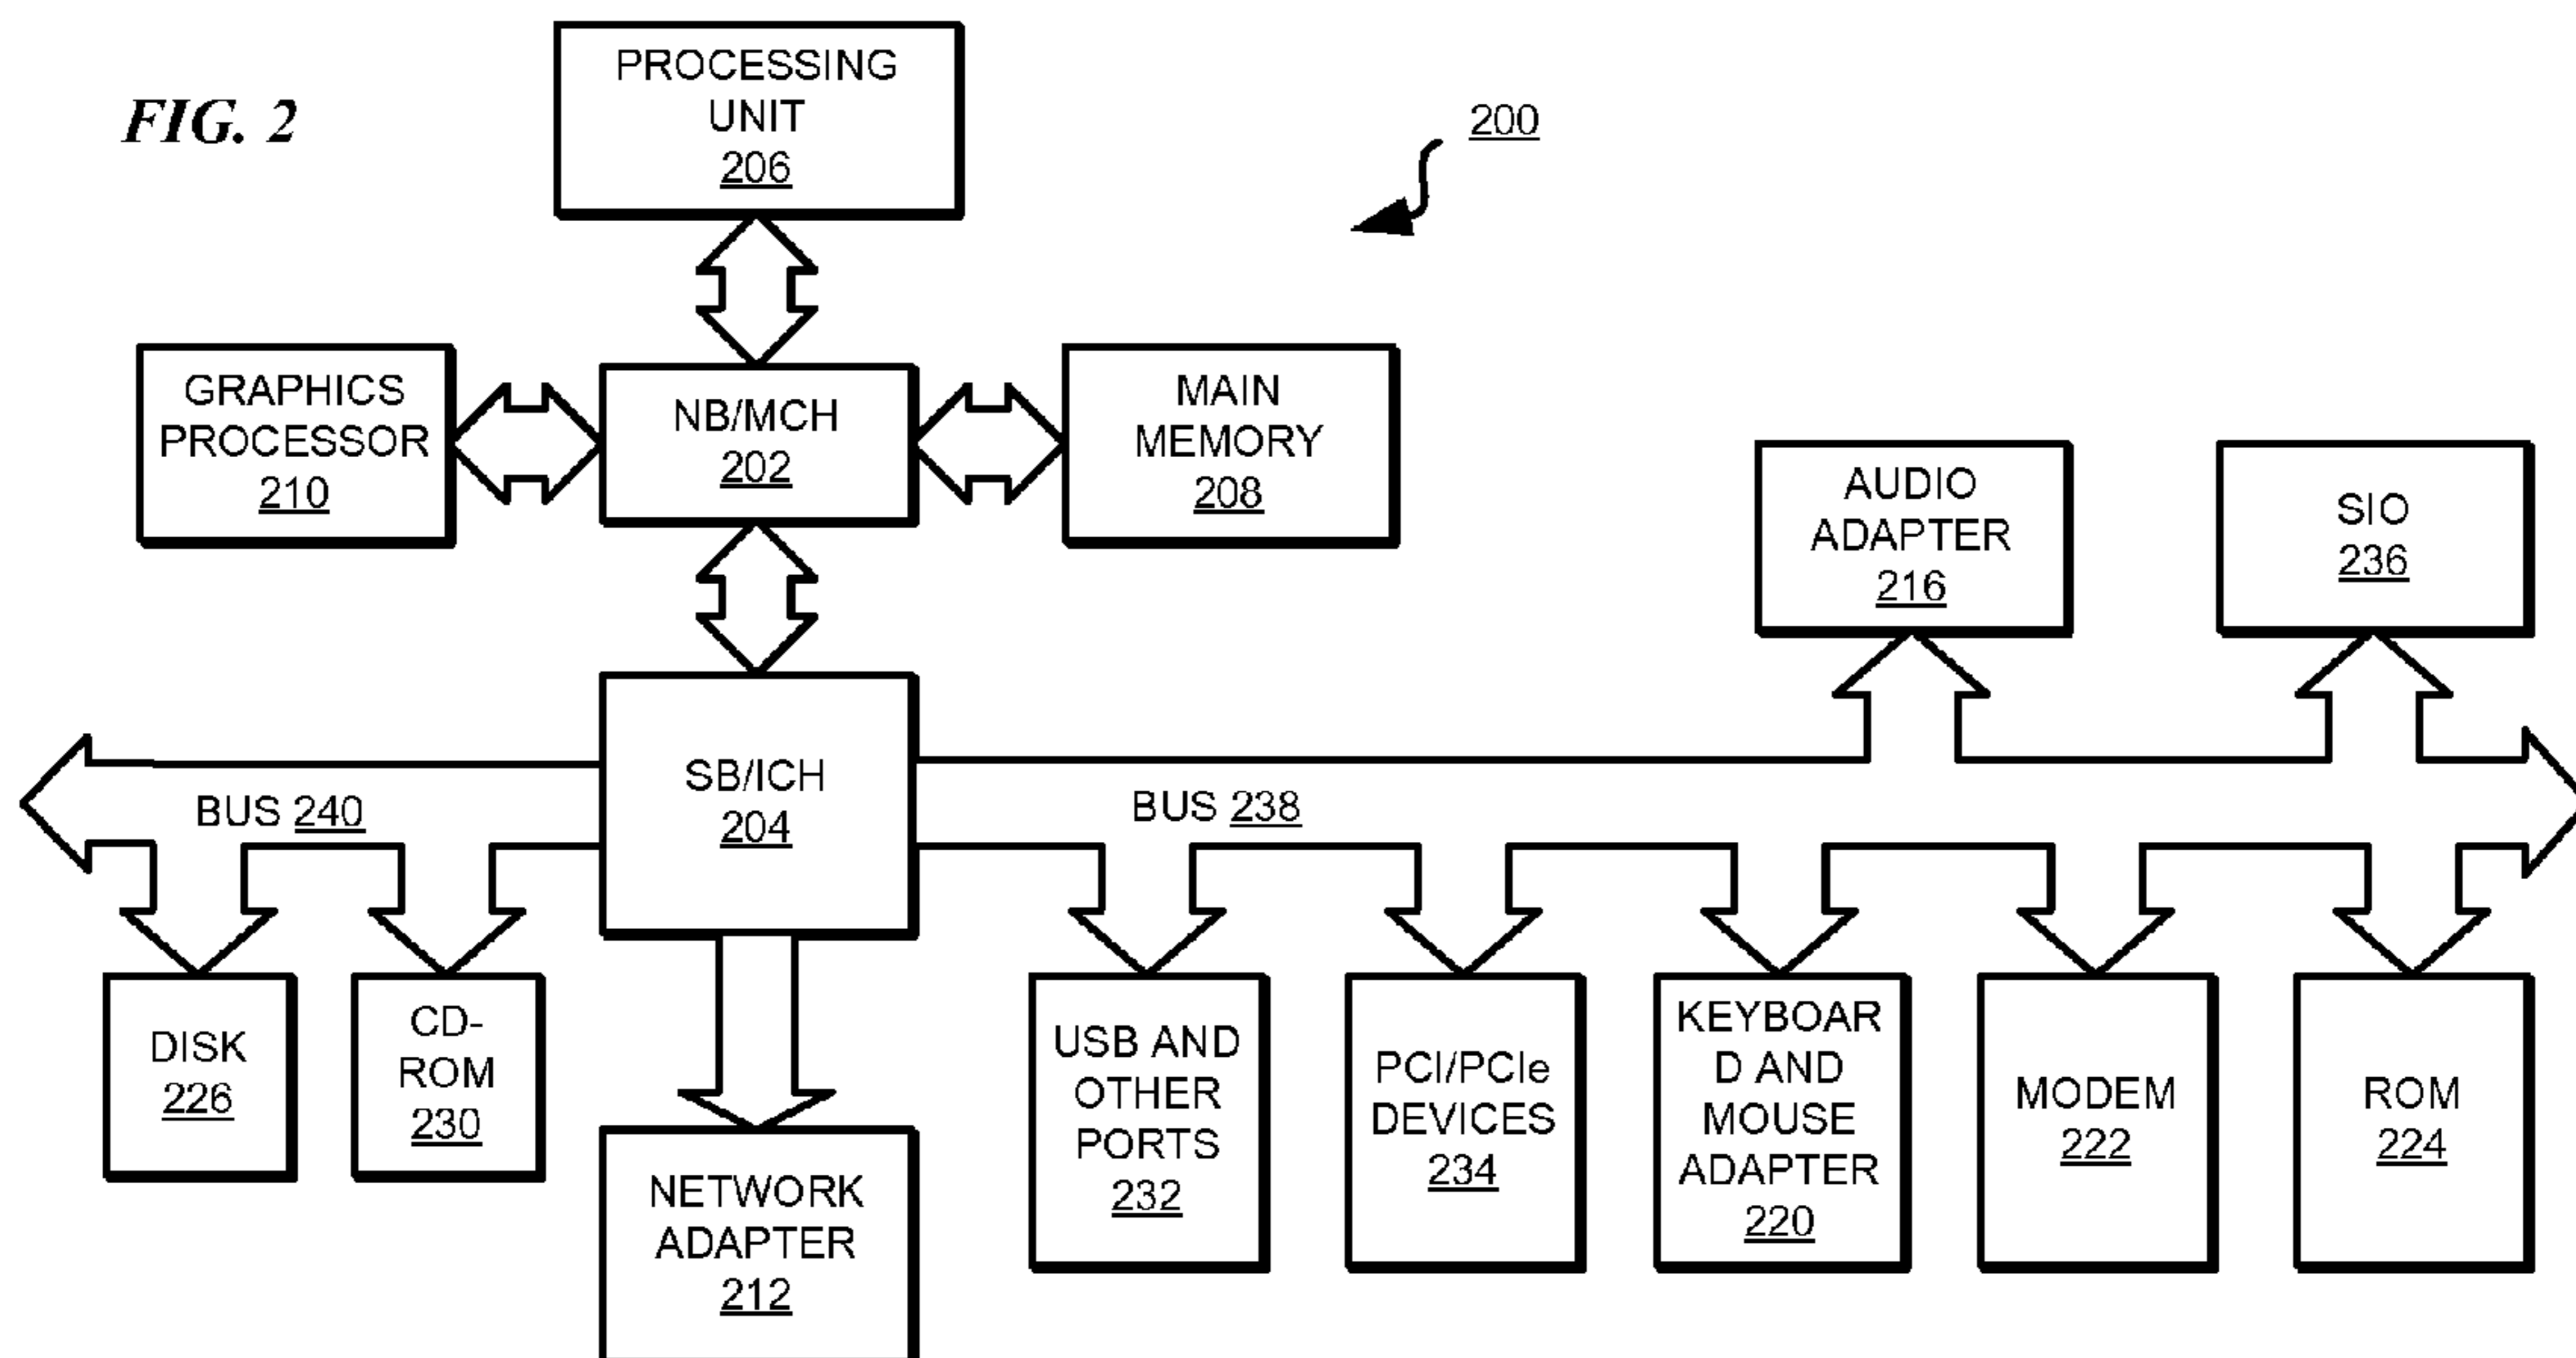 FIG. 2
PROCESSING
UNIT
206
200
GRAPHICS
PROCESSOR
210
NB/MCH
202
MAIN
MEMORY
208
AUDIO
ADAPTER
216
SIO
236
SB/ICH
204
BUS 240
BUS 238
DISK
226
CD-
ROM
230
NETWORK
ADAPTER
212
USB AND
OTHER
PORTS
232
PCI/PCIe
DEVICES
234
KEYBOAR
D AND
MOUSE
ADAPTER
220
MODEM
222
ROM
224